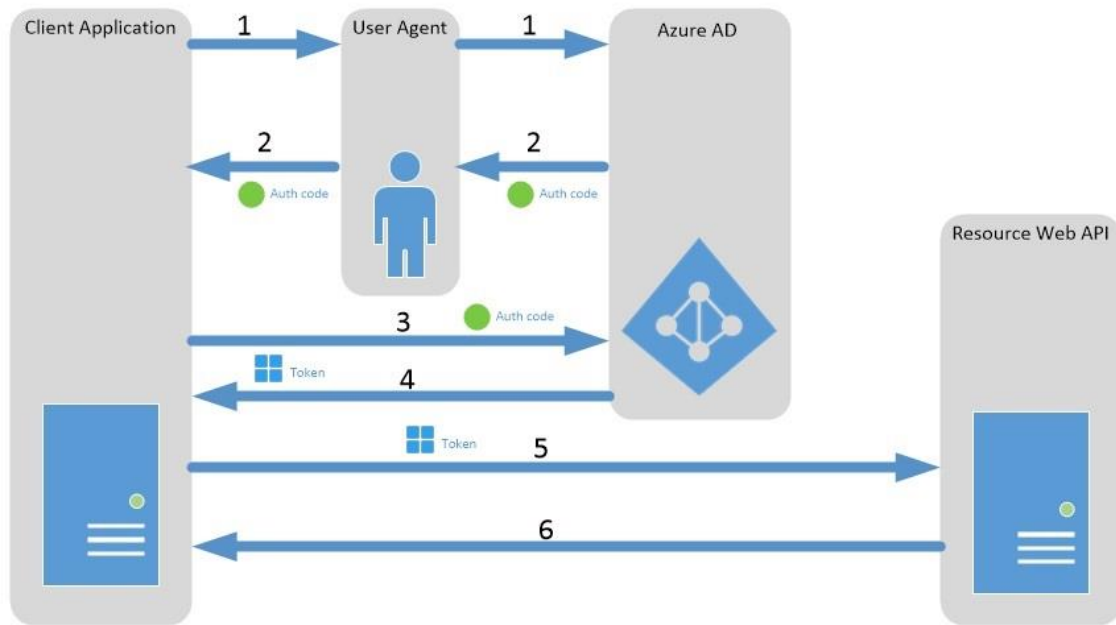 Client Application
1
User Agent
1
Azure AD
2
Auth code
2
Auth code
Resource Web API
3
Auth code
Token
4
Token
5
6